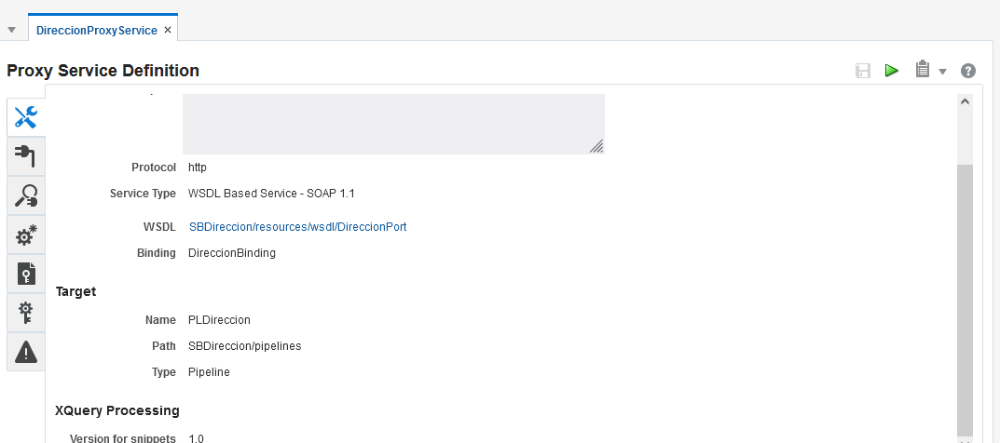 DireccionProxyService ×
Proxy Service Definition
Protocol http
Service Type WSDL Based Service - SOAP 1.1
WSDL SBDireccion/resources/wsdl/DireccionPort
Binding DireccionBinding
Target
Name PLDireccion
Path SBDireccion/pipelines
Type Pipeline
XQuery Processing
Version for snippets 1.0